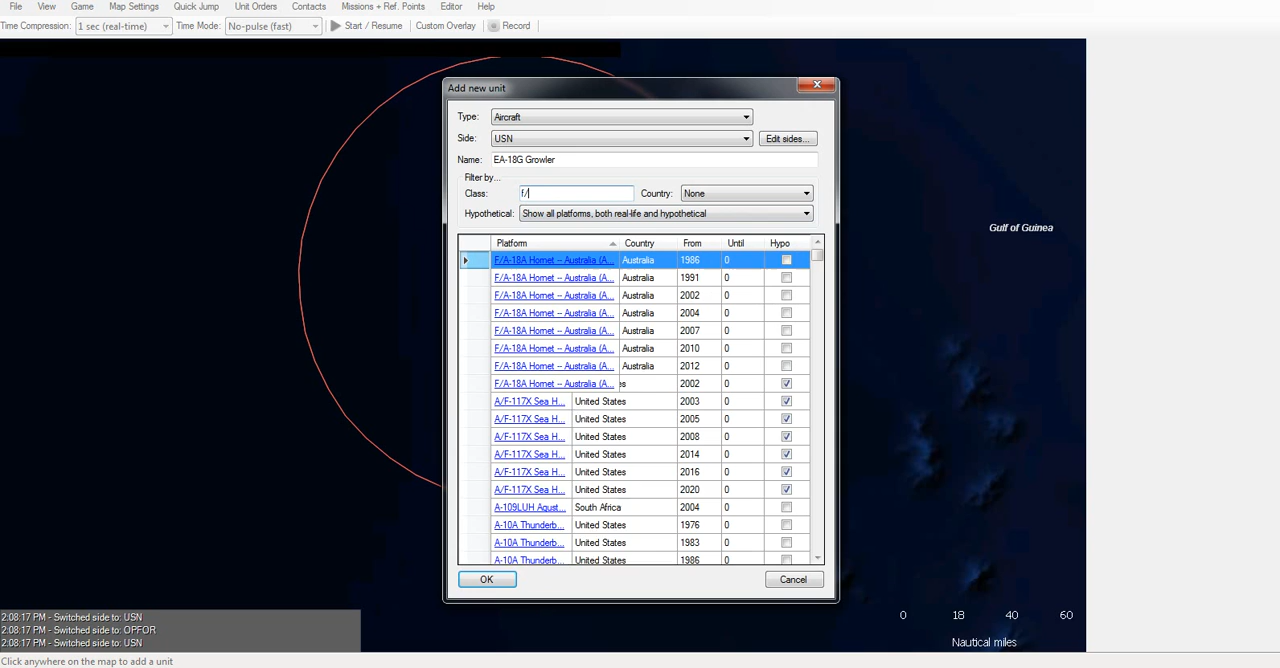 File View Game Map Settings Quick Jump Unit Orders Contacts Missions + Ref. Points Editor Help
Time Compression: 1 sec (real-time) Time Mode: No-pulse (fast) Start / Resume Custom Overlay Record
Add new unit
Type: Aircraft
Side: USN Edit sides...
Name: EA-18G Growler
Filter by...
Class: f/ Country: None
Hypothetical: Show all platforms, both real-life and hypothetical
Platform Country From Until Hypo
F/A-18A Hornet -- Australia (A... Australia 1986 0
F/A-18A Hornet -- Australia (A... Australia 1991 0
F/A-18A Hornet -- Australia (A... Australia 2002 0
F/A-18A Hornet -- Australia (A... Australia 2004 0
F/A-18A Hornet -- Australia (A... Australia 2007 0
F/A-18A Hornet -- Australia (A... Australia 2010 0
F/A-18A Hornet -- Australia (A... Australia 2012 0
F/A-18A Hornet -- Australia (A... es 2002 0
A/F-117X Sea H... United States 2003 0
A/F-117X Sea H... United States 2005 0
A/F-117X Sea H... United States 2008 0
A/F-117X Sea H... United States 2014 0
A/F-117X Sea H... United States 2016 0
A/F-117X Sea H... United States 2020 0
A-109LUH Agust... South Africa 2004 0
A-10A Thunderb... United States 1976 0
A-10A Thunderb... United States 1983 0
A-10A Thunderb... United States 1986 0
OK Cancel
Gulf of Guinea
0 18 40 60
Nautical miles
2:08:17 PM - Switched side to: USN
2:08:17 PM - Switched side to: OPFOR
2:08:17 PM - Switched side to: USN
Click anywhere on the map to add a unit